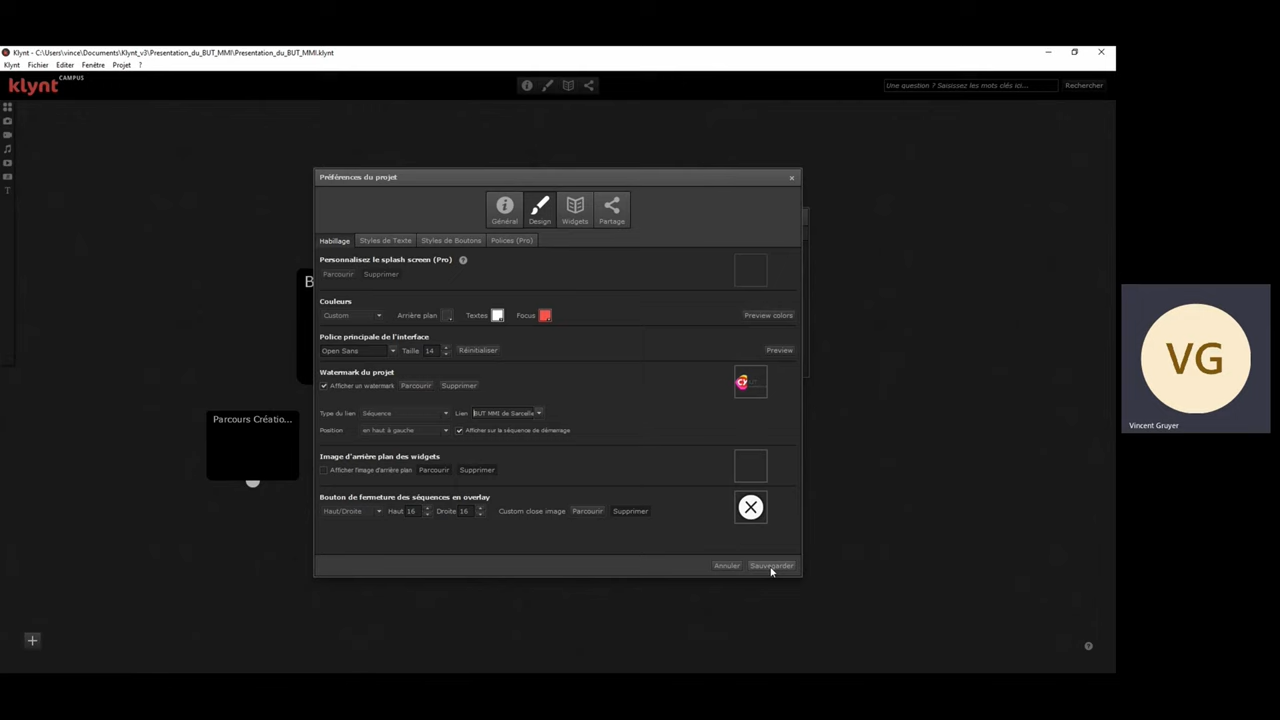 Klynt - C:\Users\vince\Documents\Klynt_v3\Presentation_du_BUT_MMI\Presentation_du_BUT_MMI.klynt
Klynt Fichier Editer Fenêtre Projet ?
klynt CAMPUS
Une question ? Saisissez les mots clés ici... Rechercher
Préférences du projet
Général Design Widgets Partage
Habillage Styles de Texte Styles de Boutons Polices (Pro)
Personnalisez le splash screen (Pro) ?
Parcourir Supprimer
B
Couleurs
Custom Arrière plan Textes Focus Preview colors
Police principale de l'interface
Open Sans Taille 14 Réinitialiser Preview
Watermark du projet
Afficher un watermark Parcourir Supprimer
CY
Type du lien Séquence Lien BUT MMI de Sarcelle
Parcours Créatio...
Position en haut à gauche Afficher sur la séquence de démarrage
Image d'arrière plan des widgets
Afficher l'image d'arrière plan Parcourir Supprimer
Bouton de fermeture des séquences en overlay
Haut/Droite Haut 16 Droite 16 Custom close image Parcourir Supprimer
Annuler Sauvegarder
VG
Vincent Gruyer